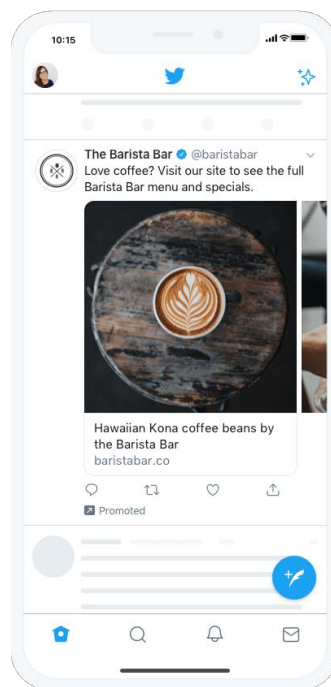 10:15
The Barista Bar @baristabar
Love coffee? Visit our site to see the full
Barista Bar menu and specials.
Hawaiian Kona coffee beans by
the Barista Bar
baristabar.co
Promoted